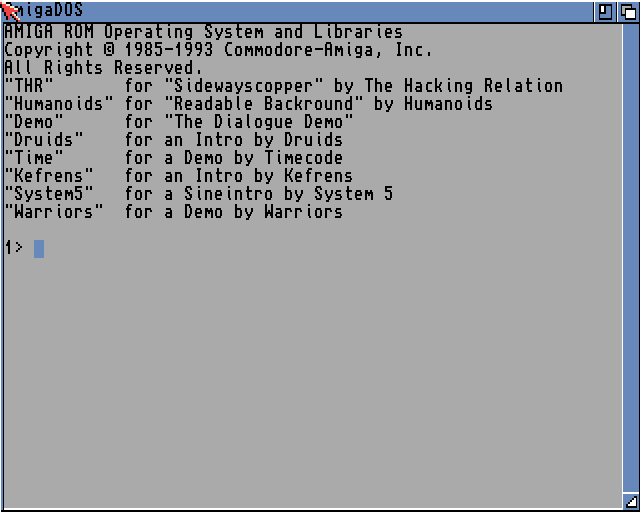 AmigaDOS
AMIGA ROM Operating System and Libraries
Copyright © 1985-1993 Commodore-Amiga, Inc.
All Rights Reserved.
"THR"       for "Sidewayscopper" by The Hacking Relation
"Humanoids" for "Readable Backround" by Humanoids
"Demo"      for "The Dialogue Demo"
"Druids"    for an Intro by Druids
"Time"      for a Demo by Timecode
"Kefrens"   for an Intro by Kefrens
"System5"   for a Sineintro by System 5
"Warriors"  for a Demo by Warriors
1>